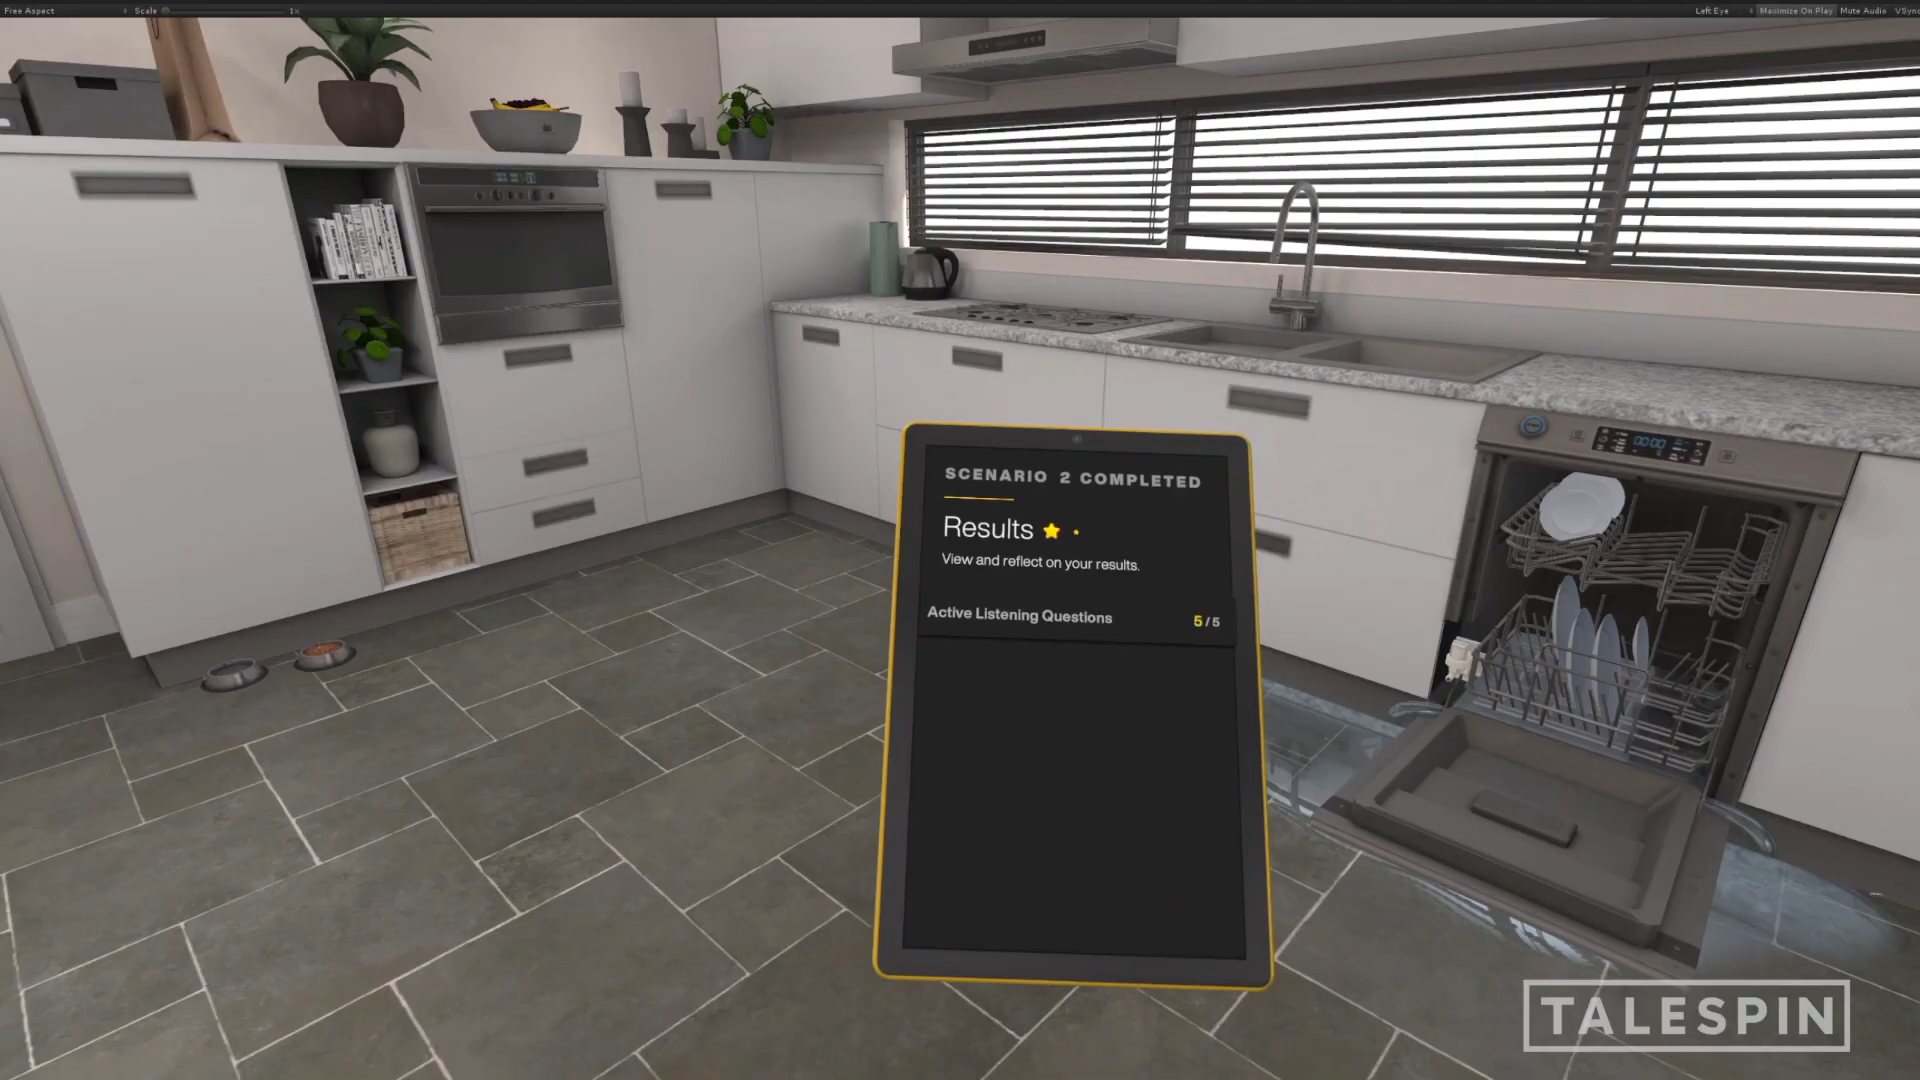 Free Aspect
Scale
1x
Left Eye
Maximize On Play
Mute Audio
VSync
SCENARIO 2 COMPLETED
Results
View and reflect on your results.
Active Listening Questions
5/5
00:00
TALESPIN